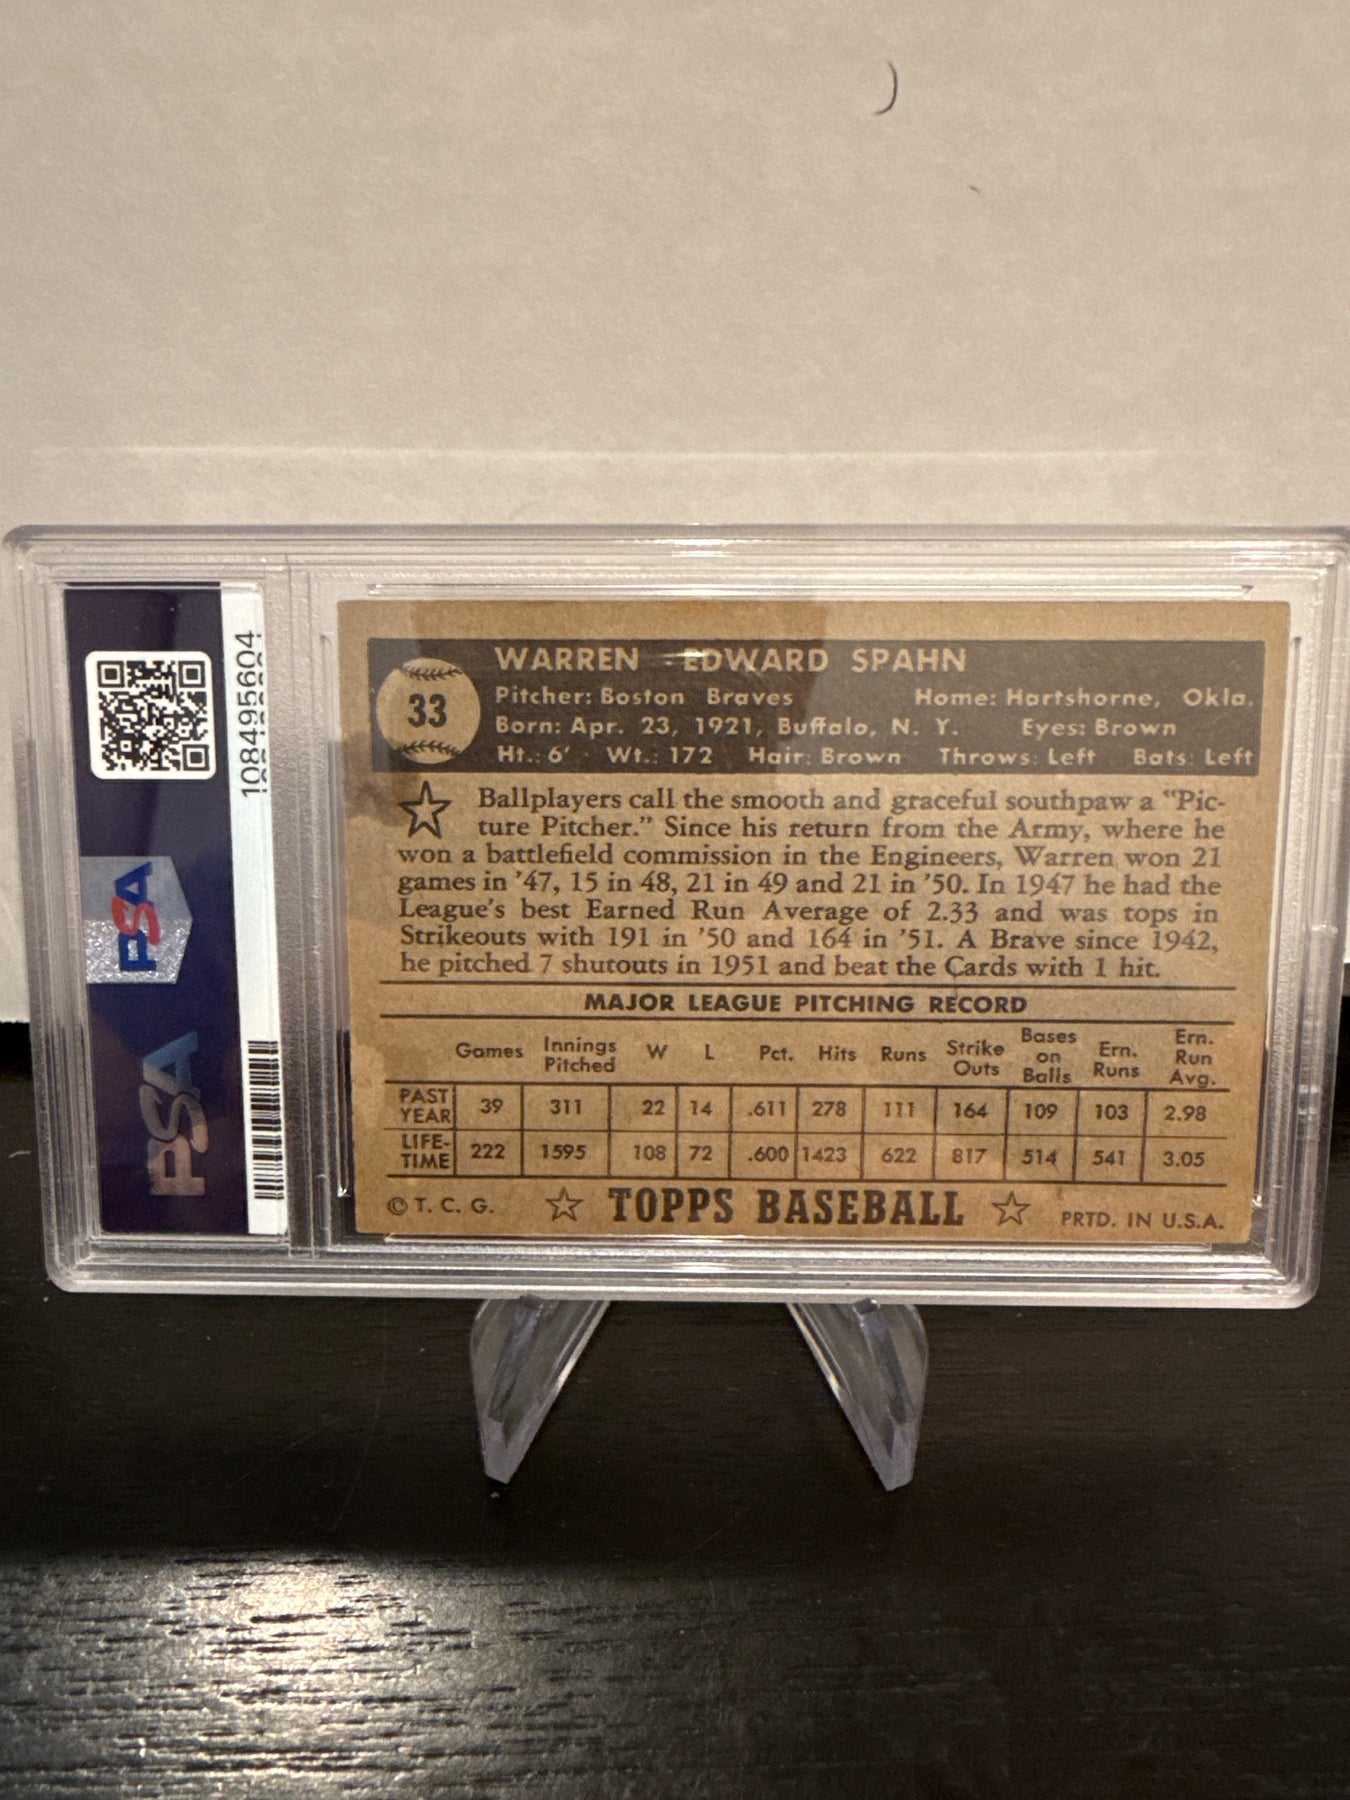 108495604
PSA
PSA
33
WARREN EDWARD SPAHN
Pitcher: Boston Braves Home: Hartshorne, Okla.
Born: Apr. 23, 1921, Buffalo, N. Y. Eyes: Brown
Ht.: 6' Wt.: 172 Hair: Brown Throws: Left Bats: Left
Ballplayers call the smooth and graceful southpaw a "Pic-
ture Pitcher." Since his return from the Army, where he
won a battlefield commission in the Engineers, Warren won 21
games in '47, 15 in 48, 21 in 49 and 21 in '50. In 1947 he had the
League's best Earned Run Average of 2.33 and was tops in
Strikeouts with 191 in '50 and 164 in '51. A Brave since 1942,
he pitched 7 shutouts in 1951 and beat the Cards with 1 hit.
MAJOR LEAGUE PITCHING RECORD
Games Innings Pitched W L Pct. Hits Runs Strike Outs Bases on Balls Ern. Runs Ern. Run Avg.
PAST YEAR 39 311 22 14 .611 278 111 164 109 103 2.98
LIFE-TIME 222 1595 108 72 .600 1423 622 817 514 541 3.05
© T. C. G. TOPPS BASEBALL PRTD. IN U.S.A.